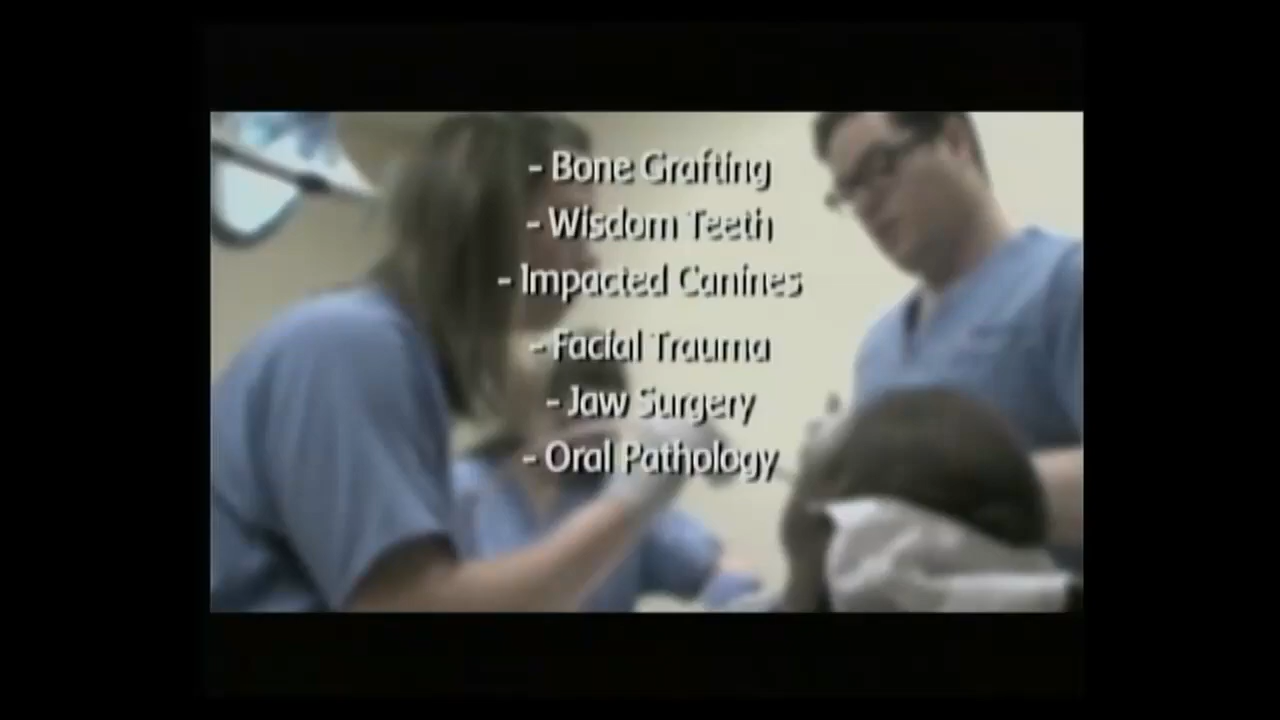 - Bone Grafting
- Wisdom Teeth
- Impacted Canines
- Facial Trauma
- Jaw Surgery
- Oral Pathology